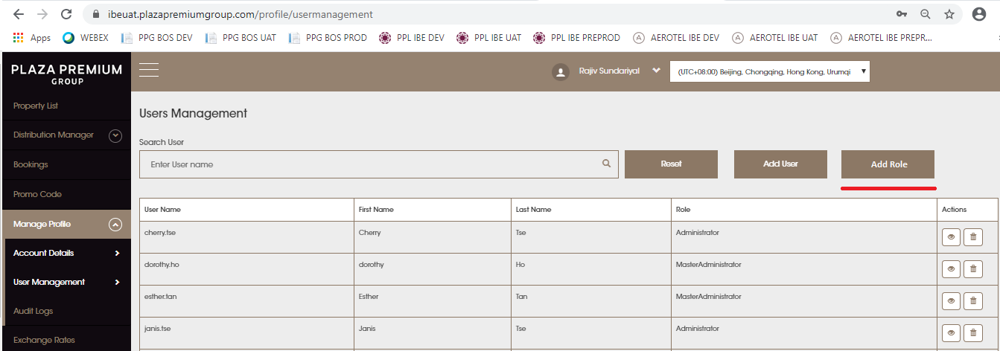 ibeuat.plazapremiumgroup.com/profile/usermanagement
Apps WEBEX PPG BOS DEV PPG BOS UAT PPG BOS PROD PPL IBE DEV PPL IBE UAT PPL IBE PREPROD AEROTEL IBE DEV AEROTEL IBE UAT AEROTEL IBE PREPR...
PLAZA PREMIUM
GROUP
Rajiv Sundariyal (UTC+08:00) Beijing, Chongqing, Hong Kong, Urumqi
Property List
Distribution Manager
Bookings
Promo Code
Manage Profile
Account Details
User Management
Audit Logs
Exchange Rates
Users Management
Search User
Enter User name Reset Add User Add Role
User Name First Name Last Name Role Actions
cherry.tse Cherry Tse Administrator
dorothy.ho dorothy Ho MasterAdministrator
esther.tan Esther Tan MasterAdministrator
janis.tse Janis Tse Administrator